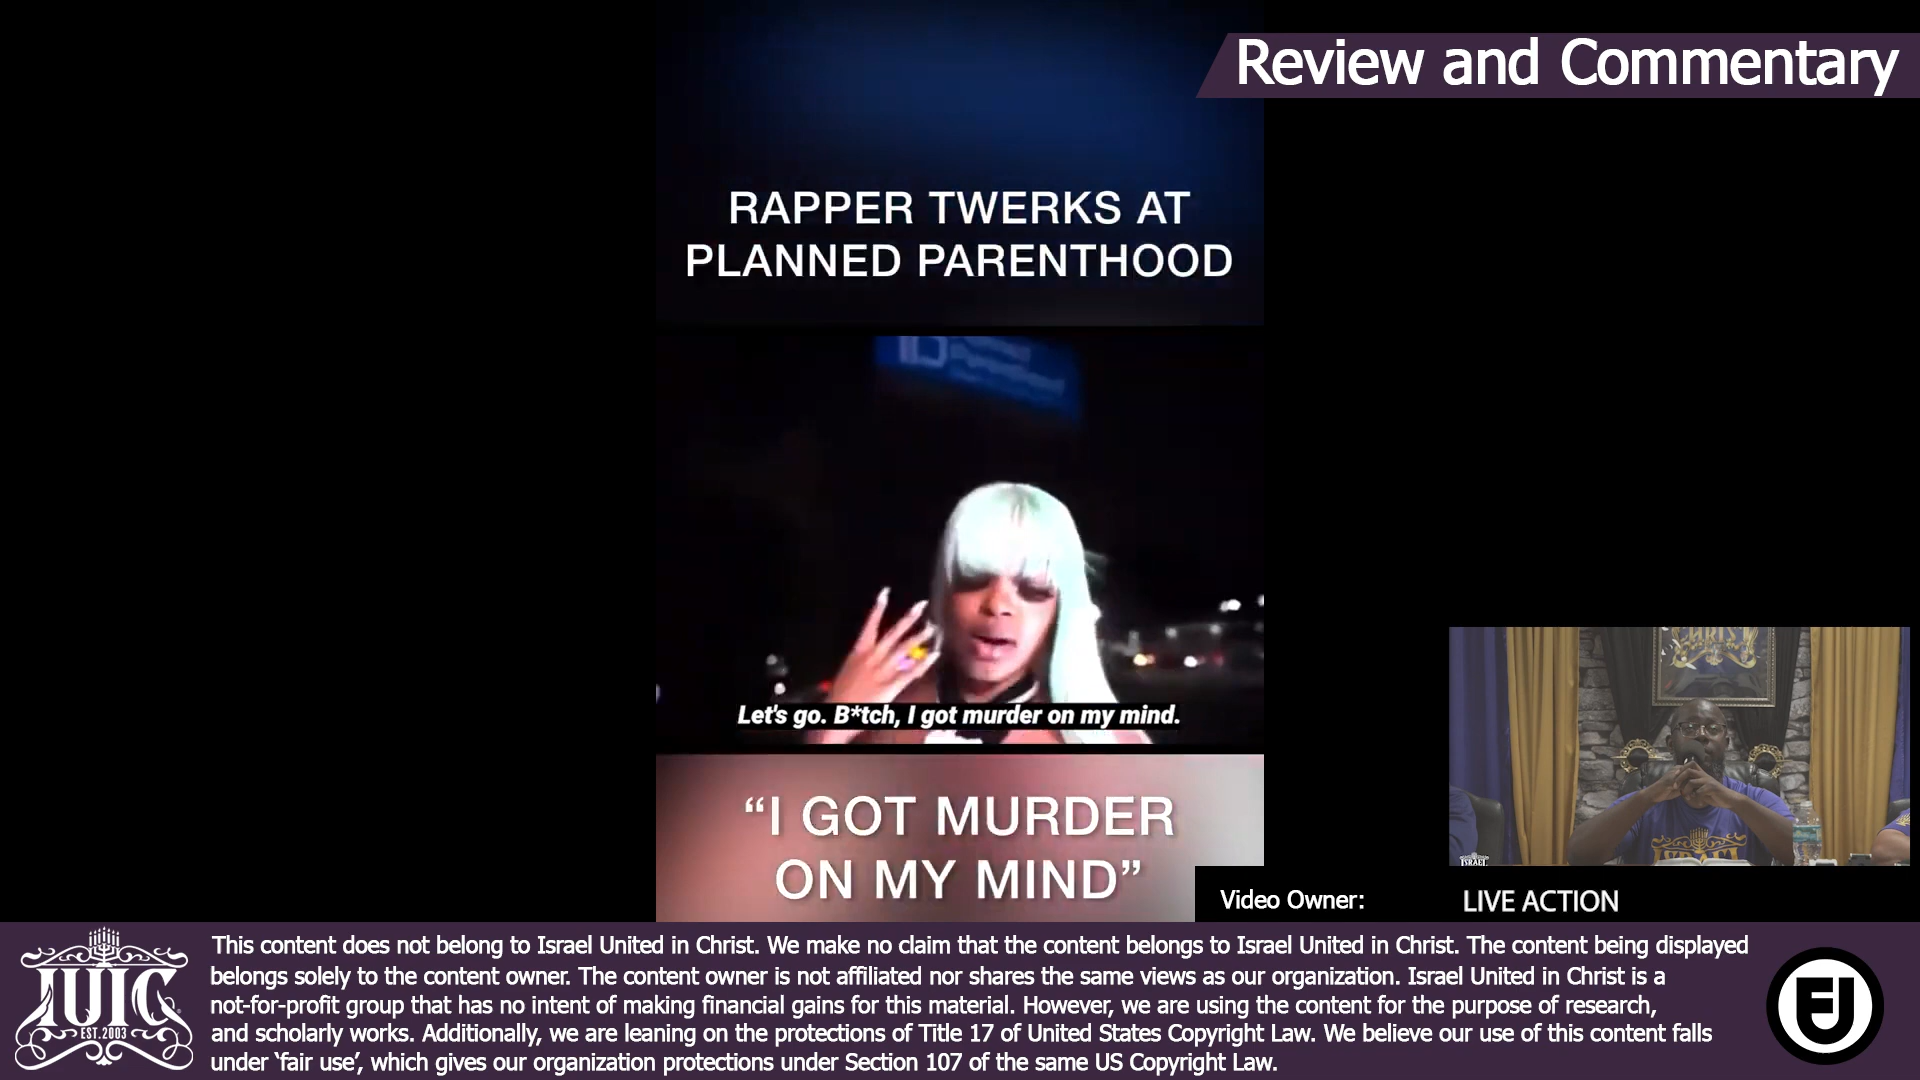 Review and Commentary
RAPPER TWERKS AT
PLANNED PARENTHOOD
Let's go. B*tch, I got murder on my mind.
“I GOT MURDER
ON MY MIND”
CHRIST
ISRAEL
ISRAEL
Video Owner:
LIVE ACTION
This content does not belong to Israel United in Christ. We make no claim that the content belongs to Israel United in Christ. The content being displayed
belongs solely to the content owner. The content owner is not affiliated nor shares the same views as our organization. Israel United in Christ is a
not-for-profit group that has no intent of making financial gains for this material. However, we are using the content for the purpose of research,
and scholarly works. Additionally, we are leaning on the protections of Title 17 of United States Copyright Law. We believe our use of this content falls
under ‘fair use’, which gives our organization protections under Section 107 of the same US Copyright Law.
IUIC
EST. 2003